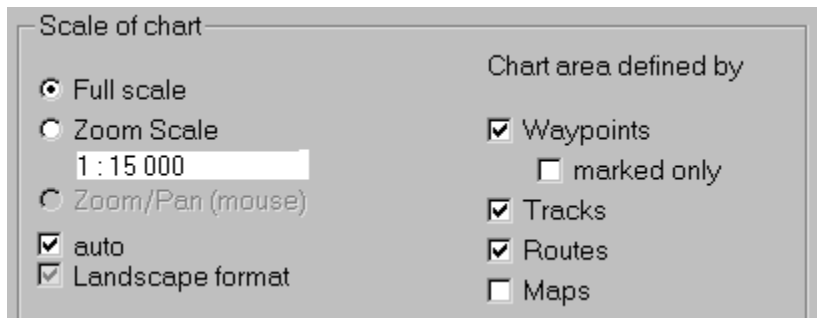 Scale of chart
Full scale
Zoom Scale
1 : 15 000
Zoom/Pan (mouse)
auto
Landscape format
Chart area defined by
Waypoints
marked only
Tracks
Routes
Maps